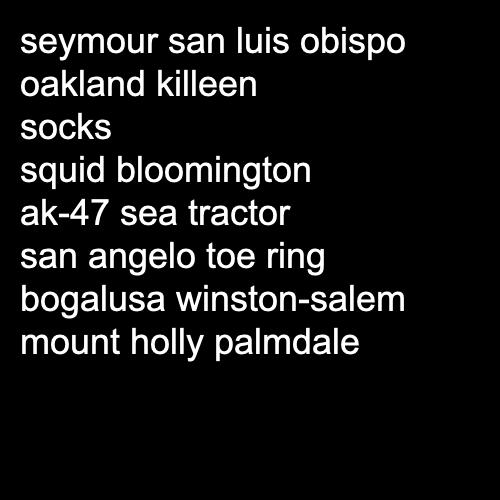 seymour san luis obispo
oakland killeen
socks
squid bloomington
ak-47 sea tractor
san angelo toe ring
bogalusa winston-salem
mount holly palmdale